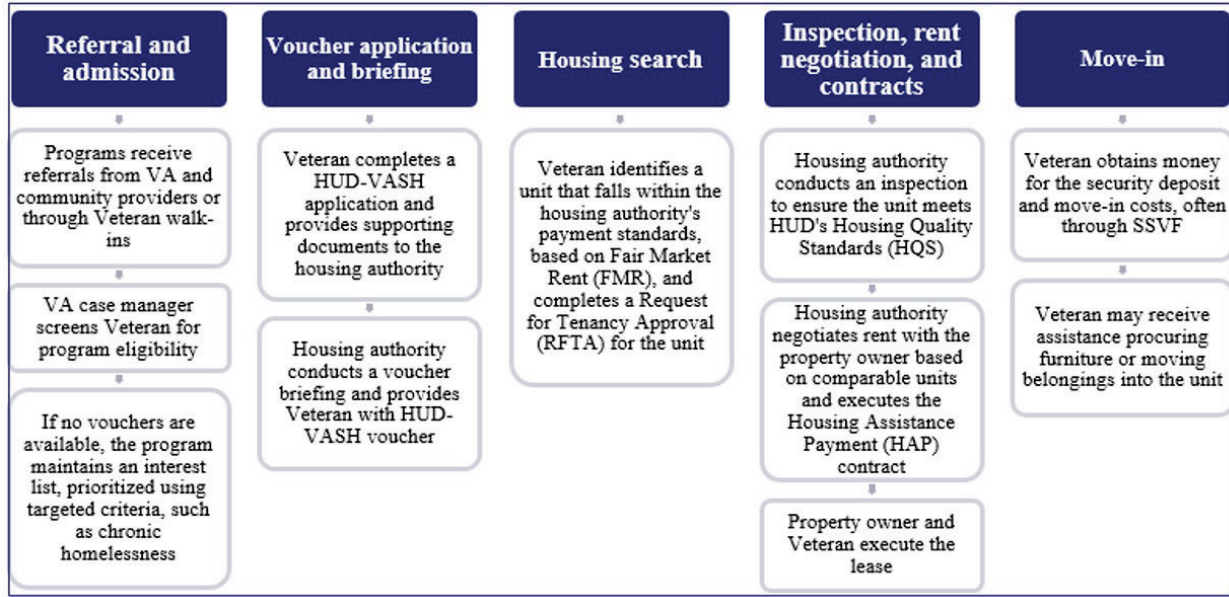 Referral and
admission
Programs receive
referrals from VA and
community providers or
through Veteran walk-
ins
VA case manager
screens Veteran for
program eligibility
If no vouchers are
available, the program
maintains an interest
list, prioritized using
targeted criteria, such
as chronic
homelessness
Voucher application
and briefing
Veteran completes a
HUD-VASH
application and
provides supporting
documents to the
housing authority
Housing authority
conducts a voucher
briefing and provides
Veteran with HUD-
VASH voucher
Housing search
Veteran identifies a
unit that falls within the
housing authority's
payment standards,
based on Fair Market
Rent (FMR), and
completes a Request
for Tenancy Approval
(RFTA) for the unit
Inspection, rent
negotiation, and
contracts
Housing authority
conducts an inspection
to ensure the unit meets
HUD's Housing Quality
Standards (HQS)
Housing authority
negotiates rent with the
property owner based
on comparable units
and executes the
Housing Assistance
Payment (HAP)
contract
Property owner and
Veteran execute the
lease
Move-in
Veteran obtains money
for the security deposit
and move-in costs, often
through SSVF
Veteran may receive
assistance procuring
furniture or moving
belongings into the unit